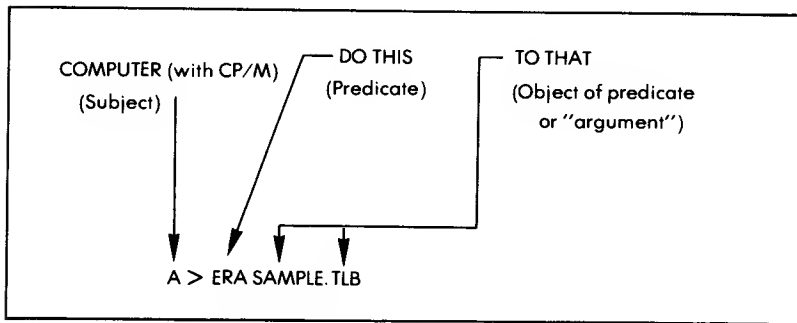 COMPUTER (with CP/M)
(Subject)
DO THIS
(Predicate)
TO THAT
(Object of predicate
or "argument")
A > ERA SAMPLE. TLB